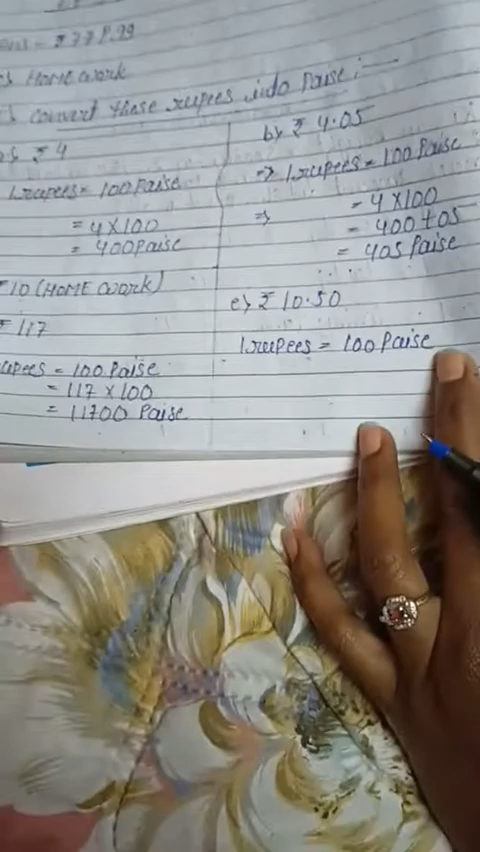 = ₹ 77 P. 99
HOME work
convert these rupees into Paise :—
₹ 4
1 rupees = 100 Paise
= 4 X 100
= 400 Paise
₹ 10 (HOME work)
₹ 117
rupees = 100 Paise
= 117 X 100
= 11700 Paise
b> ₹ 4.05
=> 1 rupees = 100 Paise
=> = 4 X 100
= 400 + 05
= 405 Paise
e> ₹ 10.50
1 rupees = 100 Paise